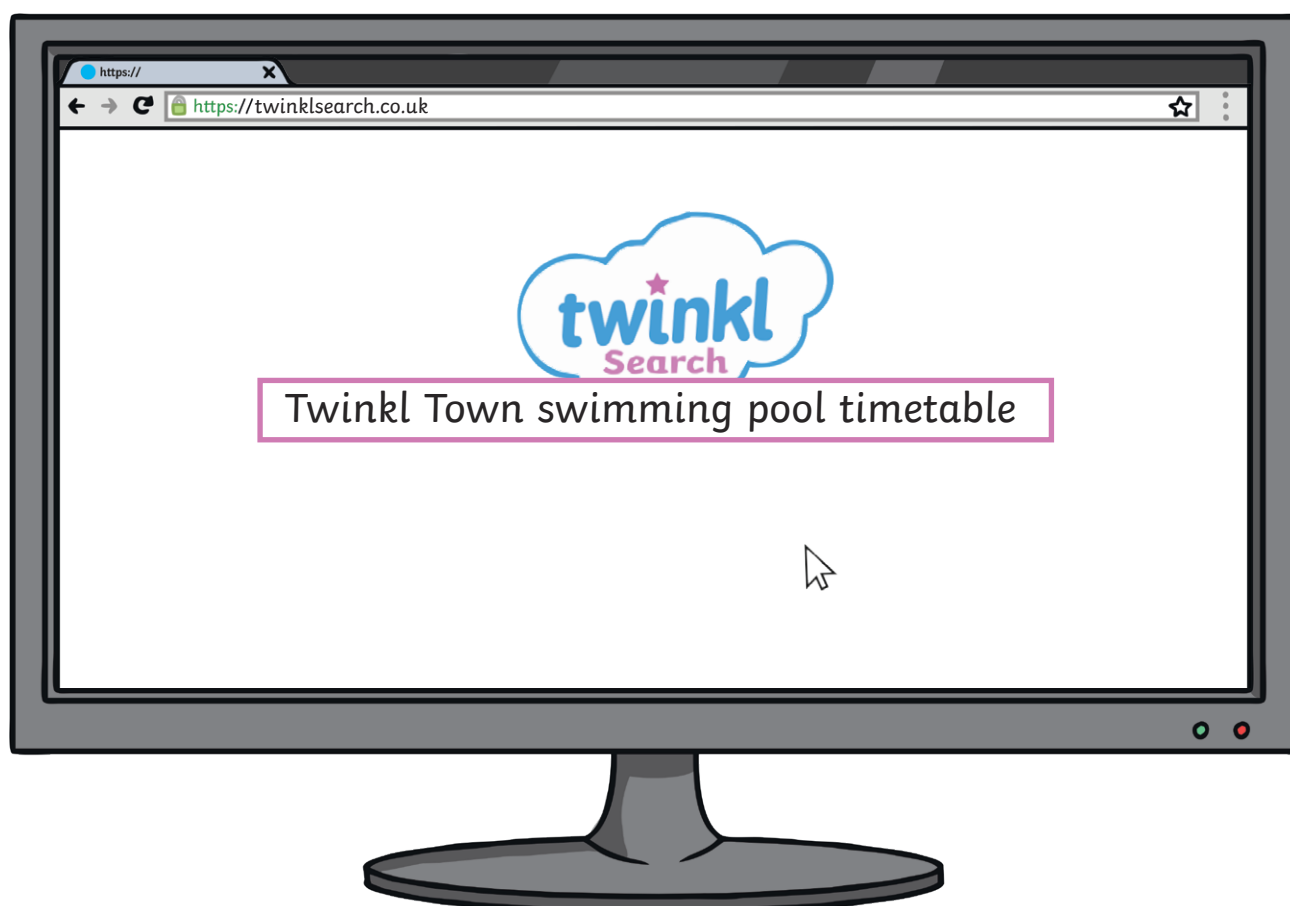 https://
https://twinklsearch.co.uk
twinkl
Search
Twinkl Town swimming pool timetable